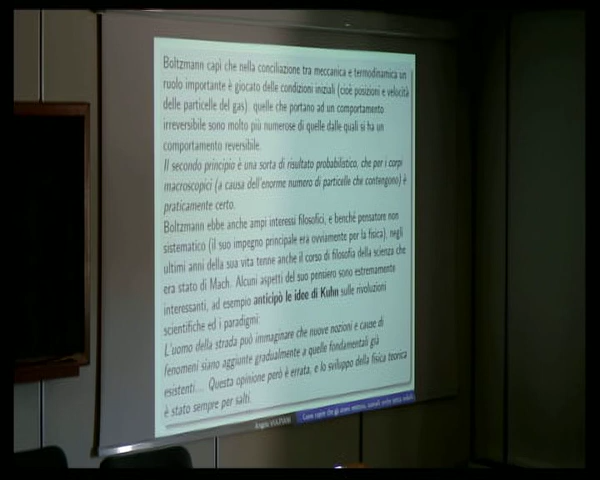 Boltzmann capì che nella conciliazione tra meccanica e termodinamica un
ruolo importante è giocato delle condizioni iniziali (cioè posizioni e velocità
delle particelle del gas): quelle che portano ad un comportamento
irreversibile sono molto più numerose di quelle dalle quali si ha un
comportamento reversibile.
Il secondo principio è una sorta di risultato probabilistico, che per i corpi
macroscopici (a causa dell'enorme numero di particelle che contengono) è
praticamente certo.
Boltzmann ebbe anche ampi interessi filosofici, e benché pensatore non
sistematico (il suo impegno principale era ovviamente per la fisica), negli
ultimi anni della sua vita tenne anche il corso di filosofia della scienza che
era stato di Mach. Alcuni aspetti del suo pensiero sono estremamente
interessanti, ad esempio anticipò le idee di Kuhn sulle rivoluzioni
scientifiche ed i paradigmi:
L'uomo della strada può immaginare che nuove nozioni e cause di
fenomeni siano aggiunte gradualmente a quelle fondamentali già
esistenti.... Questa opinione però è errata, e lo sviluppo della fisica teorica
è stato sempre per salti.
Angelo VULPIANI